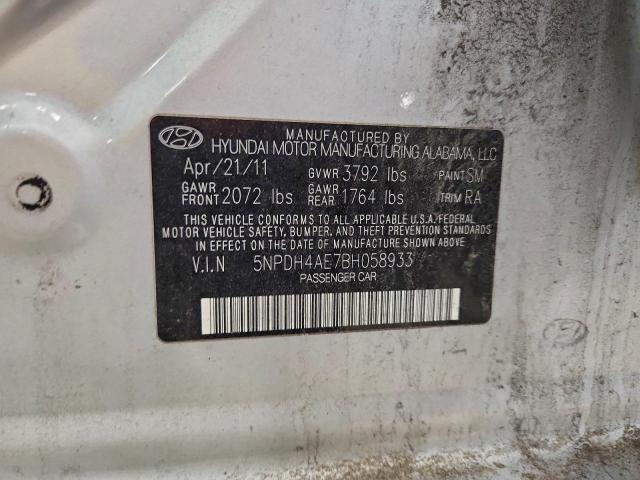 MANUFACTURED BY
HYUNDAI MOTOR MANUFACTURING ALABAMA, LLC
Apr/21/11 GVWR 3792 lbs PAINT SM
GAWR FRONT 2072 lbs GAWR REAR 1764 lbs TRIM RA
THIS VEHICLE CONFORMS TO ALL APPLICABLE U.S.A. FEDERAL
MOTOR VEHICLE SAFETY, BUMPER, AND THEFT PREVENTION STANDARDS
IN EFFECT ON THE DATE OF MANUFACTURE SHOWN ABOVE
V.I.N 5NPDH4AE7BH058933
PASSENGER CAR